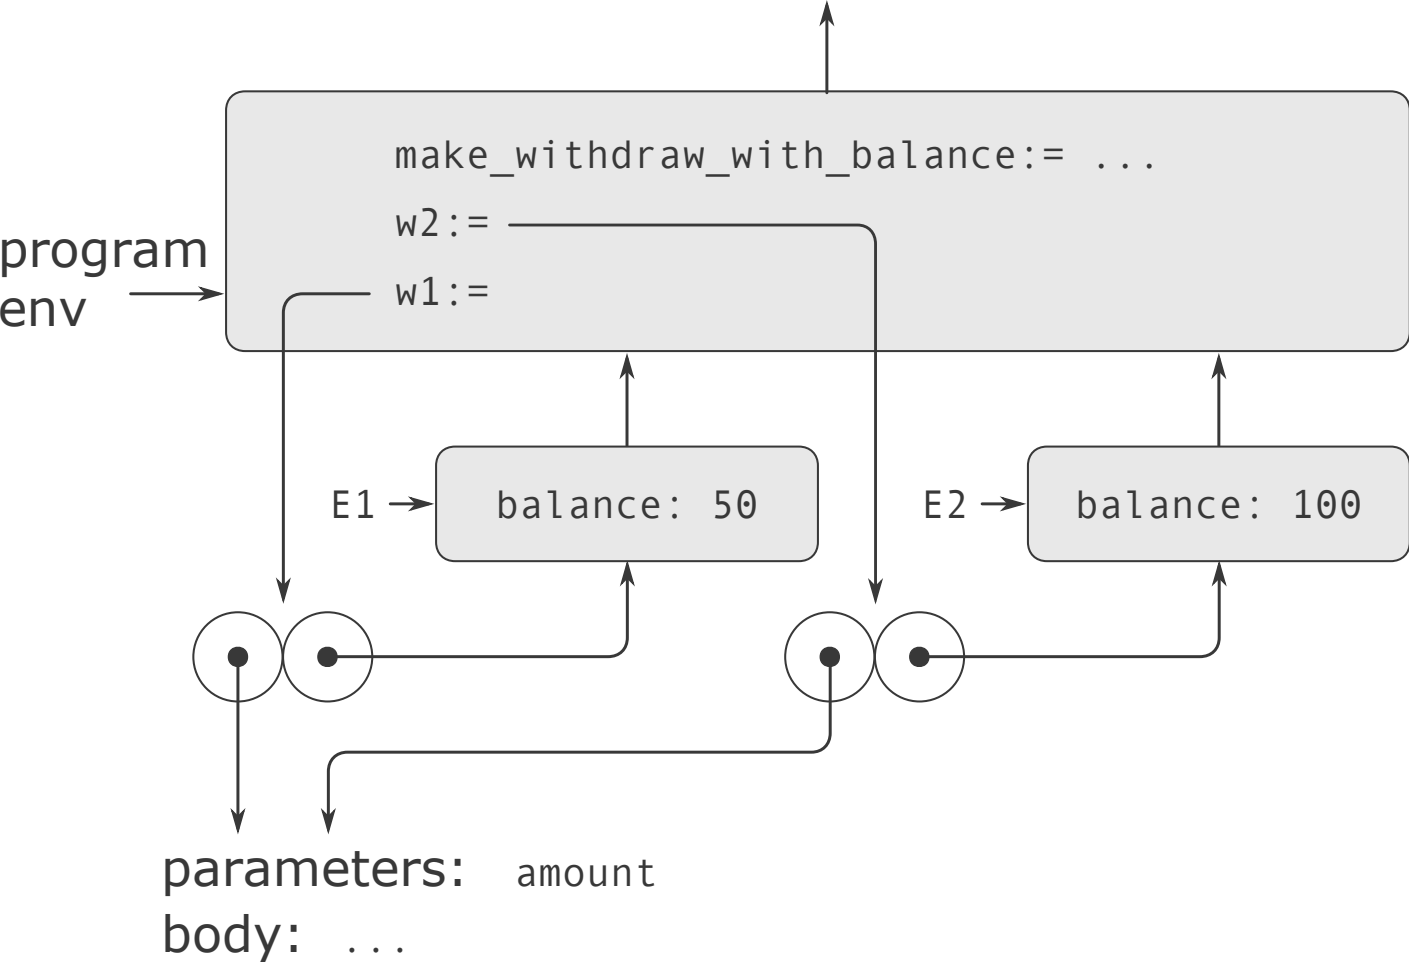 make_withdraw_with_balance:= ...
w2:=
program
env
w1:=
E1
balance: 50
E2
balance: 100
parameters: amount
body: ...